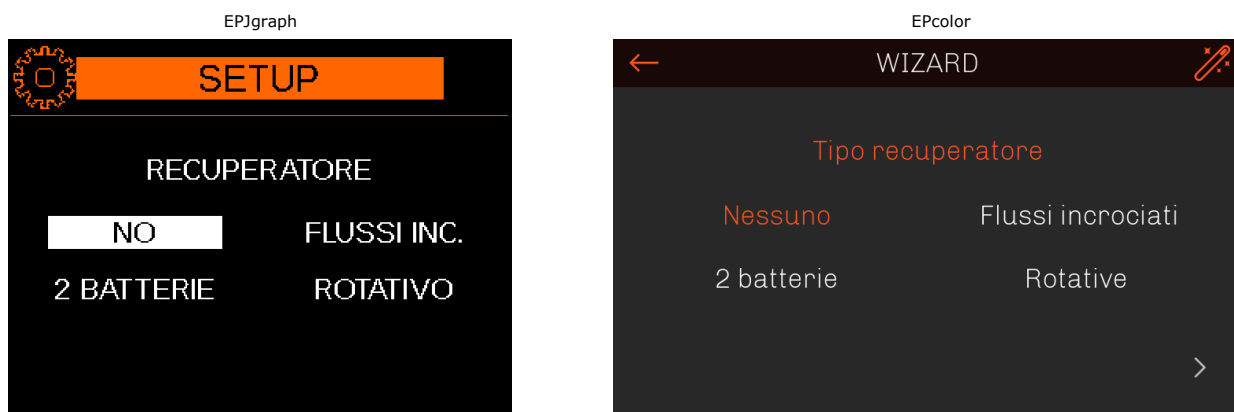 EPJgraph
SETUP
RECUPERATORE
NO FLUSSI INC.
2 BATTERIE ROTATIVO
EPcolor
WIZARD
Tipo recuperatore
Nessuno Flussi incrociati
2 batterie Rotative